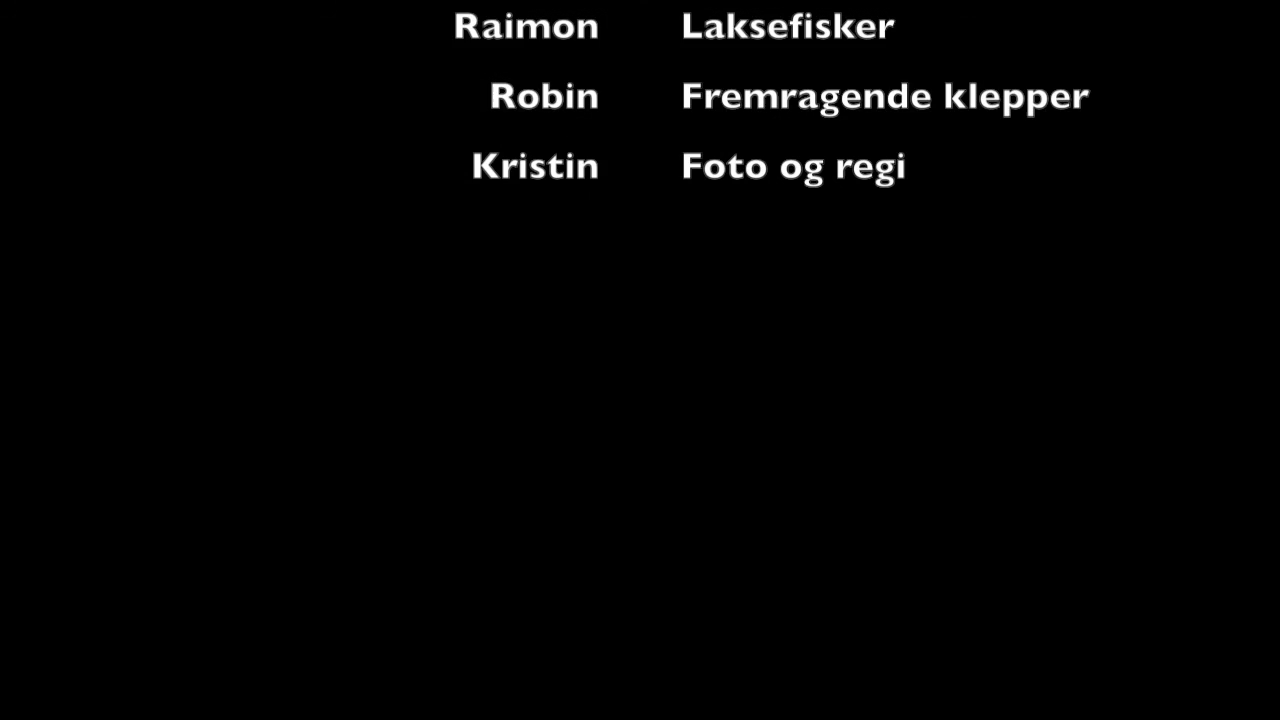 Raimon Laksefisker
Robin Fremragende klepper
Kristin Foto og regi